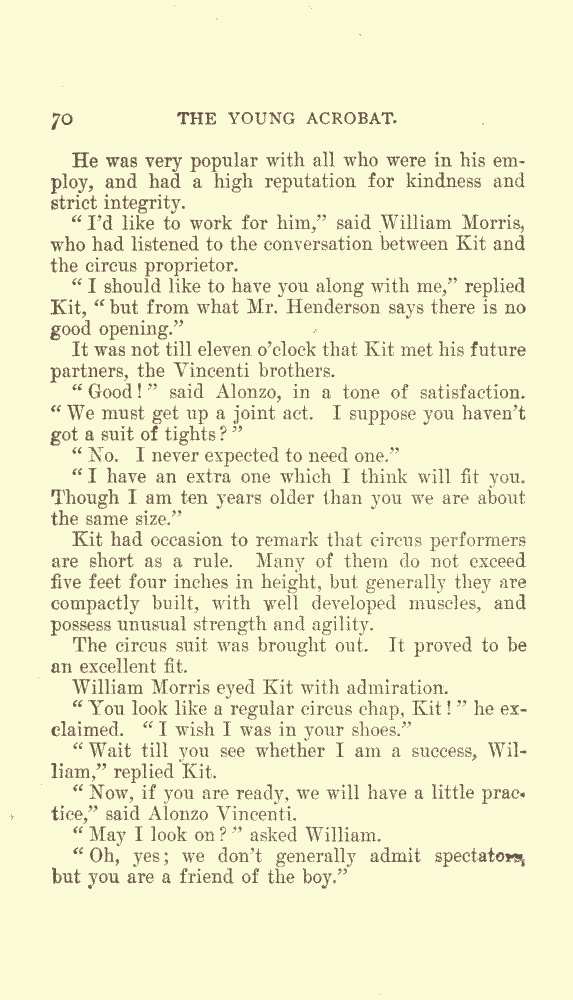 70 THE YOUNG ACROBAT.
He was very popular with all who were in his em-
ploy, and had a high reputation for kindness and
strict integrity.
“I’d like to work for him,” said William Morris,
who had listened to the conversation between Kit and
the circus proprietor.
“I should like to have you along with me,” replied
Kit, “but from what Mr. Henderson says there is no
good opening.”
It was not till eleven o’clock that Kit met his future
partners, the Vincenti brothers.
“Good!” said Alonzo, in a tone of satisfaction.
“We must get up a joint act. I suppose you haven’t
got a suit of tights?”
“No. I never expected to need one.”
“I have an extra one which I think will fit you.
Though I am ten years older than you we are about
the same size.”
Kit had occasion to remark that circus performers
are short as a rule. Many of them do not exceed
five feet four inches in height, but generally they are
compactly built, with well developed muscles, and
possess unusual strength and agility.
The circus suit was brought out. It proved to be
an excellent fit.
William Morris eyed Kit with admiration.
“You look like a regular circus chap, Kit!” he ex-
claimed. “I wish I was in your shoes.”
“Wait till you see whether I am a success, Wil-
liam,” replied Kit.
“Now, if you are ready, we will have a little prac-
tice,” said Alonzo Vincenti.
“May I look on?” asked William.
“Oh, yes; we don’t generally admit spectators,
but you are a friend of the boy.”